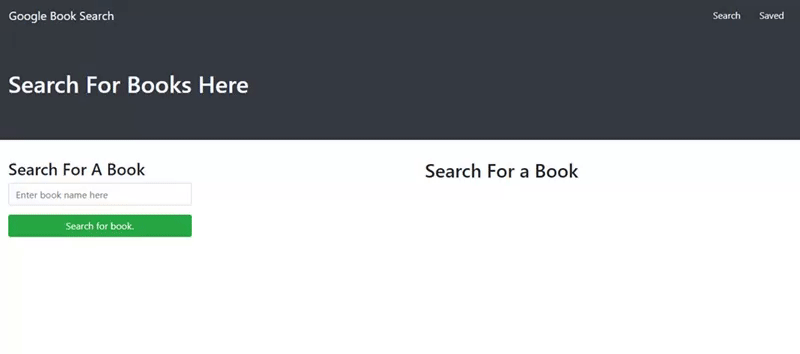 Google Book Search
Search
Saved
Search For Books Here
Search For A Book
Enter book name here
Search for book.
Search For a Book